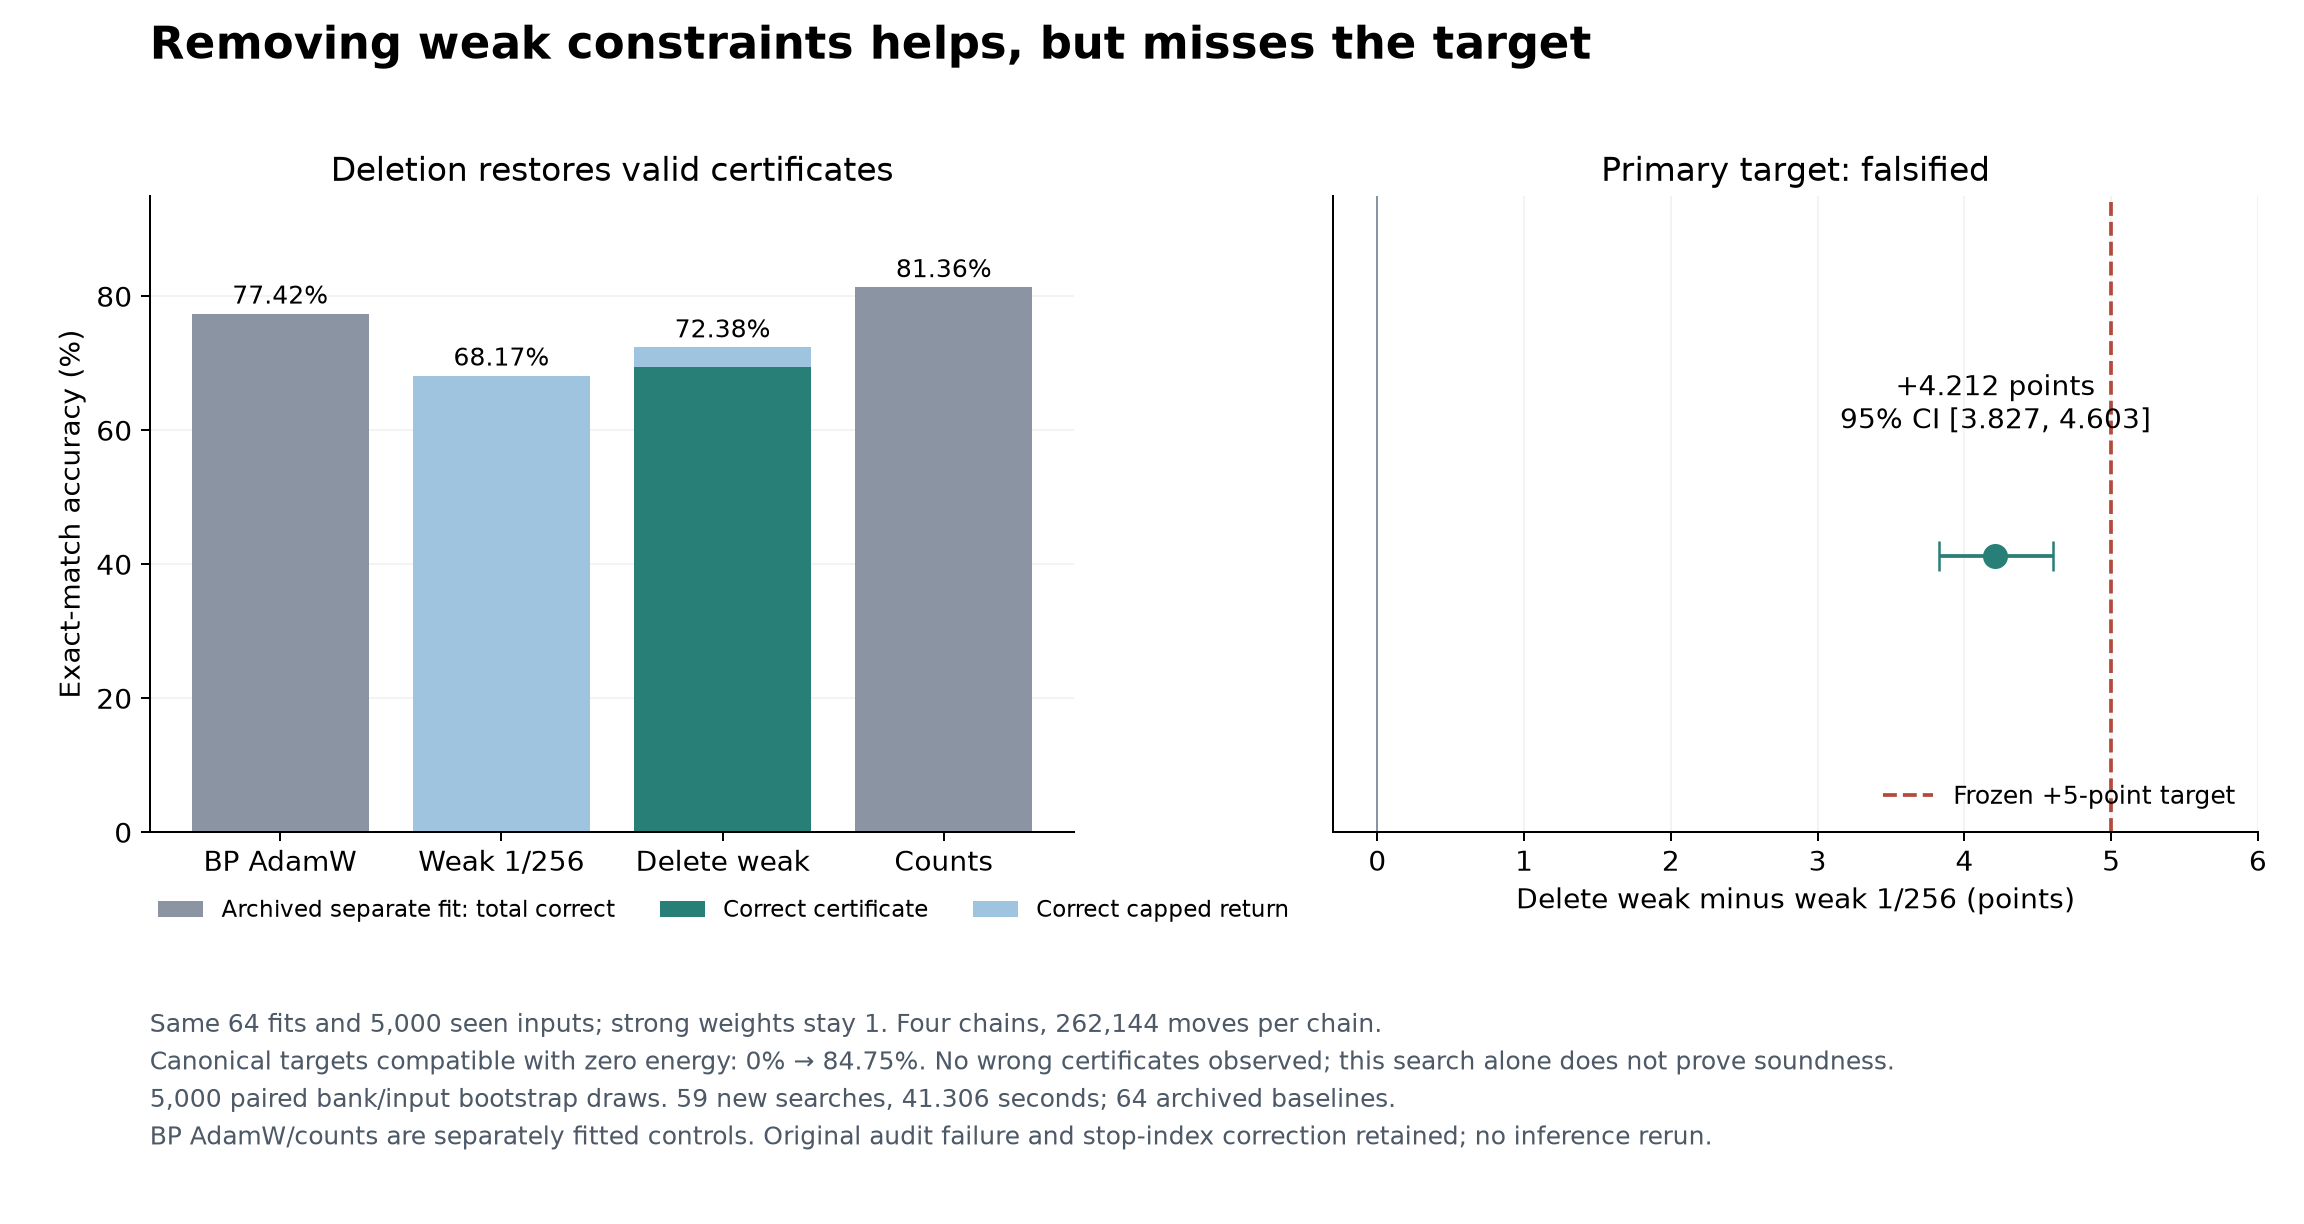 Removing weak constraints helps, but misses the target
Deletion restores valid certificates
Exact-match accuracy (%)
80
60
40
20
0
77.42%
68.17%
72.38%
81.36%
BP AdamW
Weak 1/256
Delete weak
Counts
Archived separate fit: total correct
Correct certificate
Correct capped return
Primary target: falsified
+4.212 points
95% CI [3.827, 4.603]
Frozen +5-point target
0 1 2 3 4 5 6
Delete weak minus weak 1/256 (points)
Same 64 fits and 5,000 seen inputs; strong weights stay 1. Four chains, 262,144 moves per chain.
Canonical targets compatible with zero energy: 0% → 84.75%. No wrong certificates observed; this search alone does not prove soundness.
5,000 paired bank/input bootstrap draws. 59 new searches, 41.306 seconds; 64 archived baselines.
BP AdamW/counts are separately fitted controls. Original audit failure and stop-index correction retained; no inference rerun.